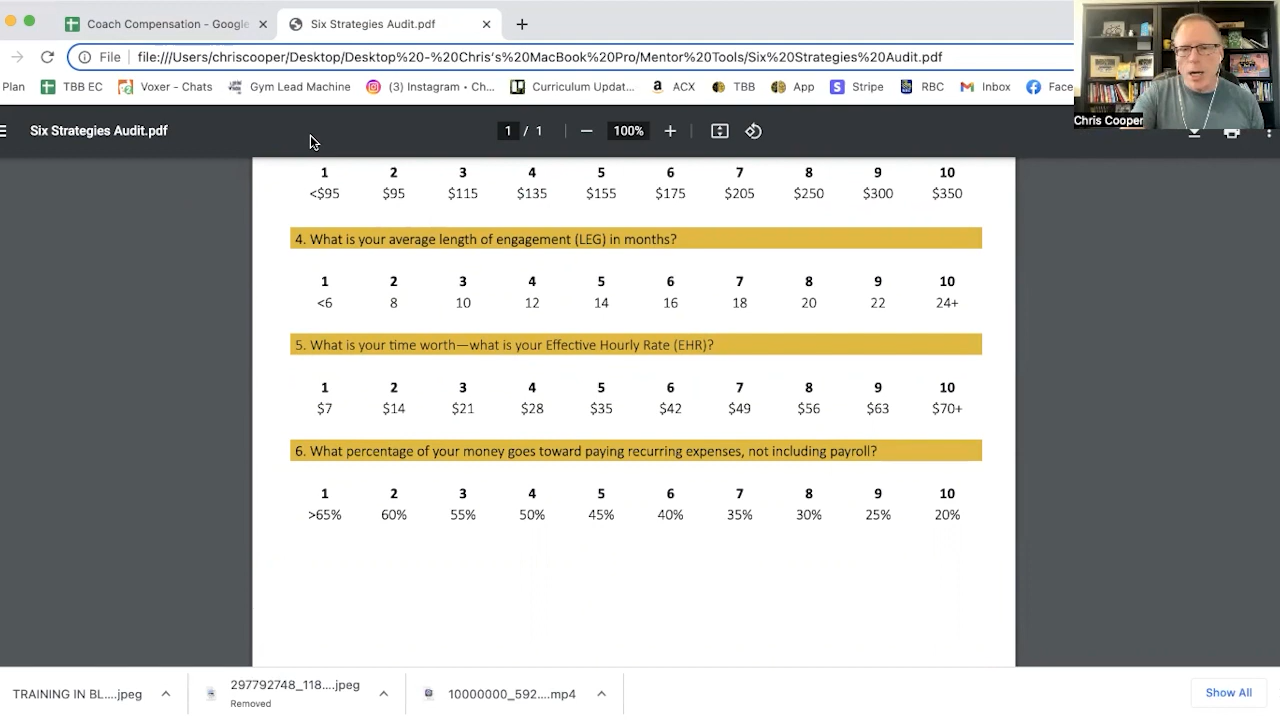 Coach Compensation - Google
Six Strategies Audit.pdf
File
file:///Users/chriscooper/Desktop/Desktop%20-%20Chris's%20MacBook%20Pro/Mentor%20Tools/Six%20Strategies%20Audit.pdf
Plan TBB EC Voxer - Chats Gym Lead Machine (3) Instagram • Ch... Curriculum Updat... ACX TBB App Stripe RBC Inbox Face
Chris Cooper
Six Strategies Audit.pdf
1 / 1 − 100% +
1 2 3 4 5 6 7 8 9 10
<$95 $95 $115 $135 $155 $175 $205 $250 $300 $350
4. What is your average length of engagement (LEG) in months?
1 2 3 4 5 6 7 8 9 10
<6 8 10 12 14 16 18 20 22 24+
5. What is your time worth—what is your Effective Hourly Rate (EHR)?
1 2 3 4 5 6 7 8 9 10
$7 $14 $21 $28 $35 $42 $49 $56 $63 $70+
6. What percentage of your money goes toward paying recurring expenses, not including payroll?
1 2 3 4 5 6 7 8 9 10
>65% 60% 55% 50% 45% 40% 35% 30% 25% 20%
TRAINING IN BL....jpeg
297792748_118....jpeg
Removed
10000000_592....mp4
Show All